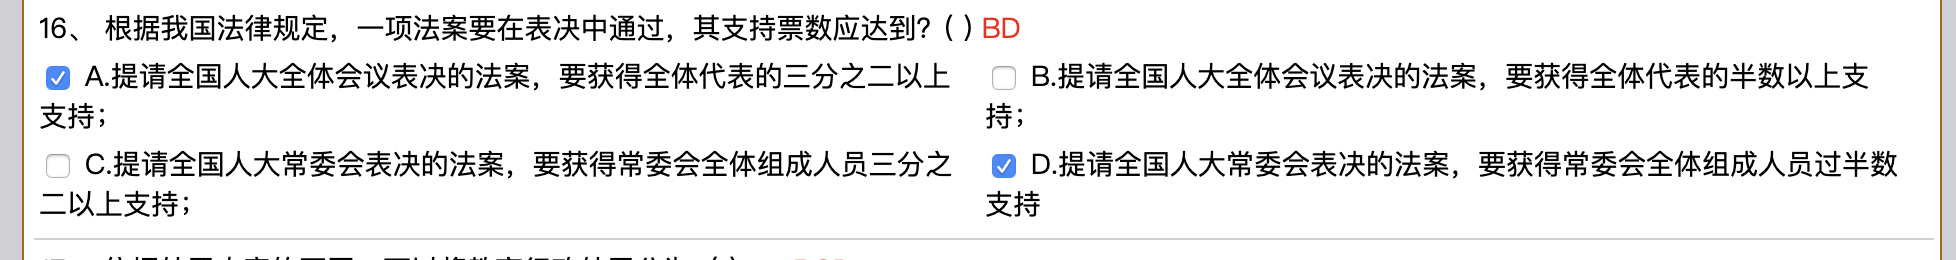 16、 根据我国法律规定，一项法案要在表决中通过，其支持票数应达到?（）BD
A.提请全国人大全体会议表决的法案，要获得全体代表的三分之二以上
支持；
B.提请全国人大全体会议表决的法案，要获得全体代表的半数以上支
持；
C.提请全国人大常委会表决的法案，要获得常委会全体组成人员三分之
二以上支持；
D.提请全国人大常委会表决的法案，要获得常委会全体组成人员过半数
支持